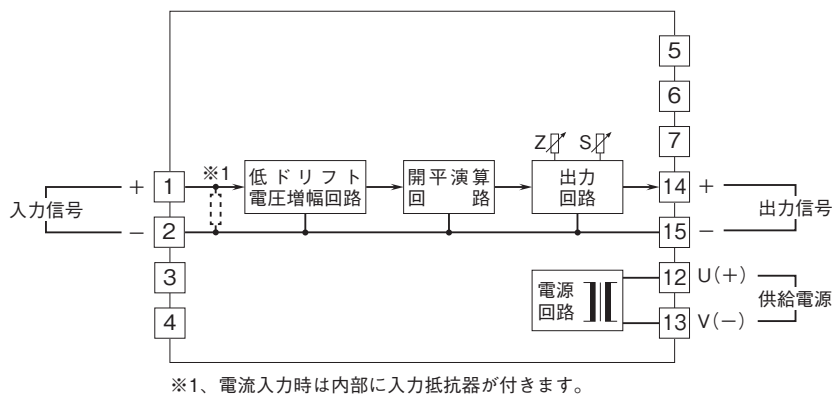 5
6
7
Z S
※1
+ 1 低ドリフト 開平演算 出力 14 +
電圧増幅回路 回路 回路
入力信号 出力信号
− 2 15 −
3 電源 12 U(+)
回路 供給電源
4 13 V(−)
※1、電流入力時は内部に入力抵抗器が付きます。